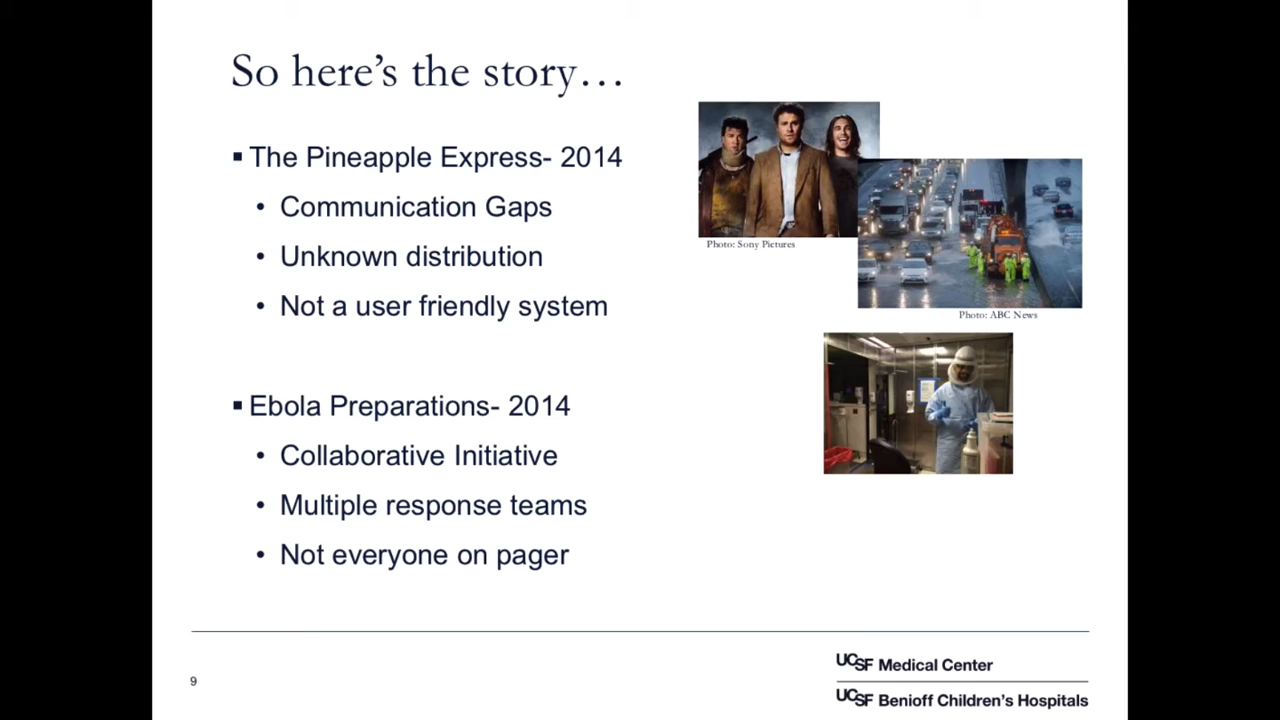 So here's the story…
▪ The Pineapple Express- 2014
• Communication Gaps
• Unknown distribution
• Not a user friendly system
▪ Ebola Preparations- 2014
• Collaborative Initiative
• Multiple response teams
• Not everyone on pager
Photo: Sony Pictures
Photo: ABC News
9
UCSF Medical Center
UCSF Benioff Children's Hospitals